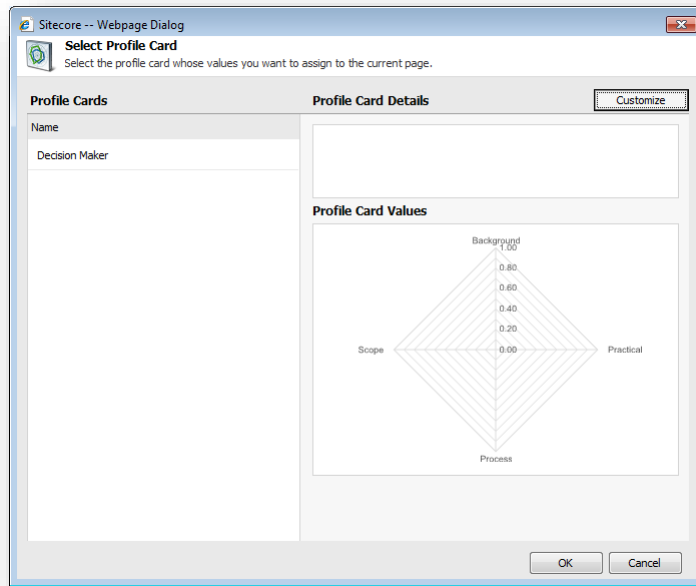 Sitecore -- Webpage Dialog
Select Profile Card
Select the profile card whose values you want to assign to the current page.
Profile Cards
Profile Card Details
Customize
Name
Decision Maker
Profile Card Values
Background
1.00
0.80
0.60
0.40
0.20
Scope
0.00
Practical
Process
OK
Cancel